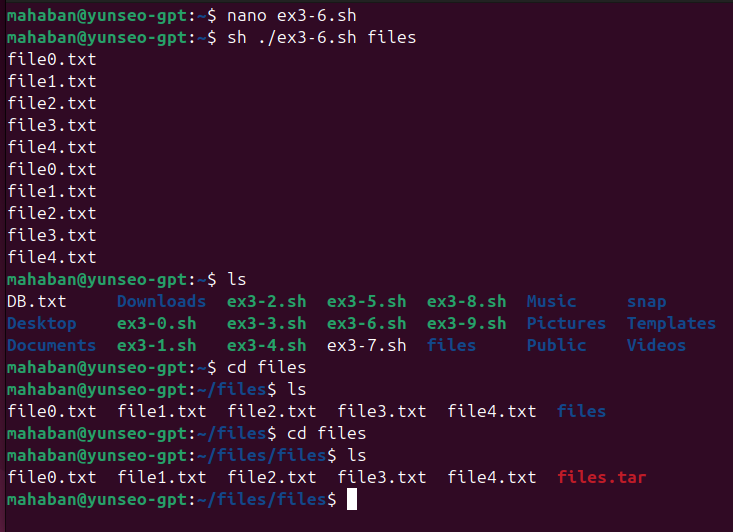 mahaban@yunseo-gpt:~$ nano ex3-6.sh
mahaban@yunseo-gpt:~$ sh ./ex3-6.sh files
file0.txt
file1.txt
file2.txt
file3.txt
file4.txt
file0.txt
file1.txt
file2.txt
file3.txt
file4.txt
mahaban@yunseo-gpt:~$ ls
DB.txt Downloads ex3-2.sh ex3-5.sh ex3-8.sh Music snap
Desktop ex3-0.sh ex3-3.sh ex3-6.sh ex3-9.sh Pictures Templates
Documents ex3-1.sh ex3-4.sh ex3-7.sh files Public Videos
mahaban@yunseo-gpt:~$ cd files
mahaban@yunseo-gpt:~/files$ ls
file0.txt file1.txt file2.txt file3.txt file4.txt files
mahaban@yunseo-gpt:~/files$ cd files
mahaban@yunseo-gpt:~/files/files$ ls
file0.txt file1.txt file2.txt file3.txt file4.txt files.tar
mahaban@yunseo-gpt:~/files/files$